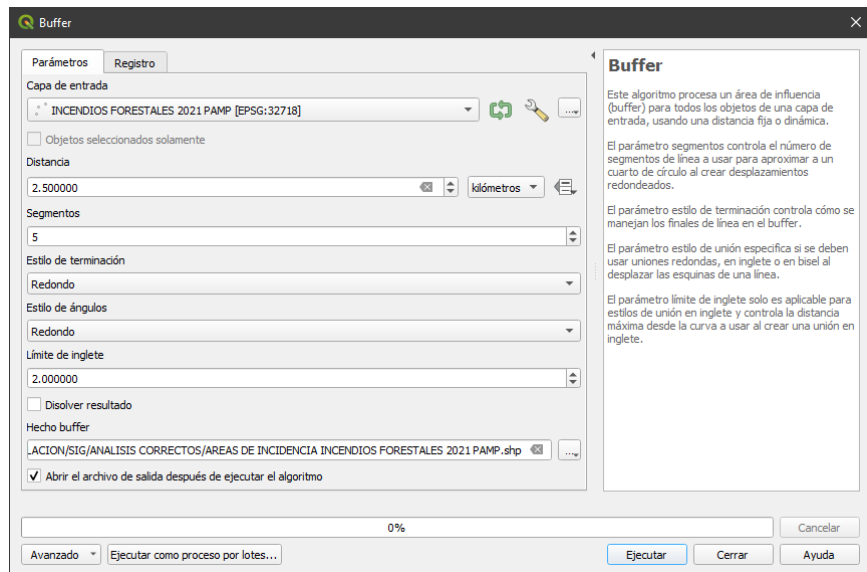 Buffer
Parámetros
Registro
Capa de entrada
INCENDIOS FORESTALES 2021 PAMP [EPSG:32718]
...
Objetos seleccionados solamente
Distancia
2.500000
kilómetros
Segmentos
5
Estilo de terminación
Redondo
Estilo de ángulos
Redondo
Límite de inglete
2.000000
Disolver resultado
Hecho buffer
LACION/SIG/ANALISIS CORRECTOS/AREAS DE INCIDENCIA INCENDIOS FORESTALES 2021 PAMP.shp
...
Abrir el archivo de salida después de ejecutar el algoritmo
Buffer
Este algoritmo procesa un área de influencia
(buffer) para todos los objetos de una capa de
entrada, usando una distancia fija o dinámica.
El parámetro segmentos controla el número de
segmentos de línea a usar para aproximar a un
cuarto de círculo al crear desplazamientos
redondeados.
El parámetro estilo de terminación controla cómo se
manejan los finales de línea en el buffer.
El parámetro estilo de unión especifica si se deben
usar uniones redondas, en inglete o en bisel al
desplazar las esquinas de una línea.
El parámetro límite de inglete solo es aplicable para
estilos de unión en inglete y controla la distancia
máxima desde la curva a usar al crear una unión en
inglete.
0%
Cancelar
Avanzado
Ejecutar como proceso por lotes...
Ejecutar
Cerrar
Ayuda